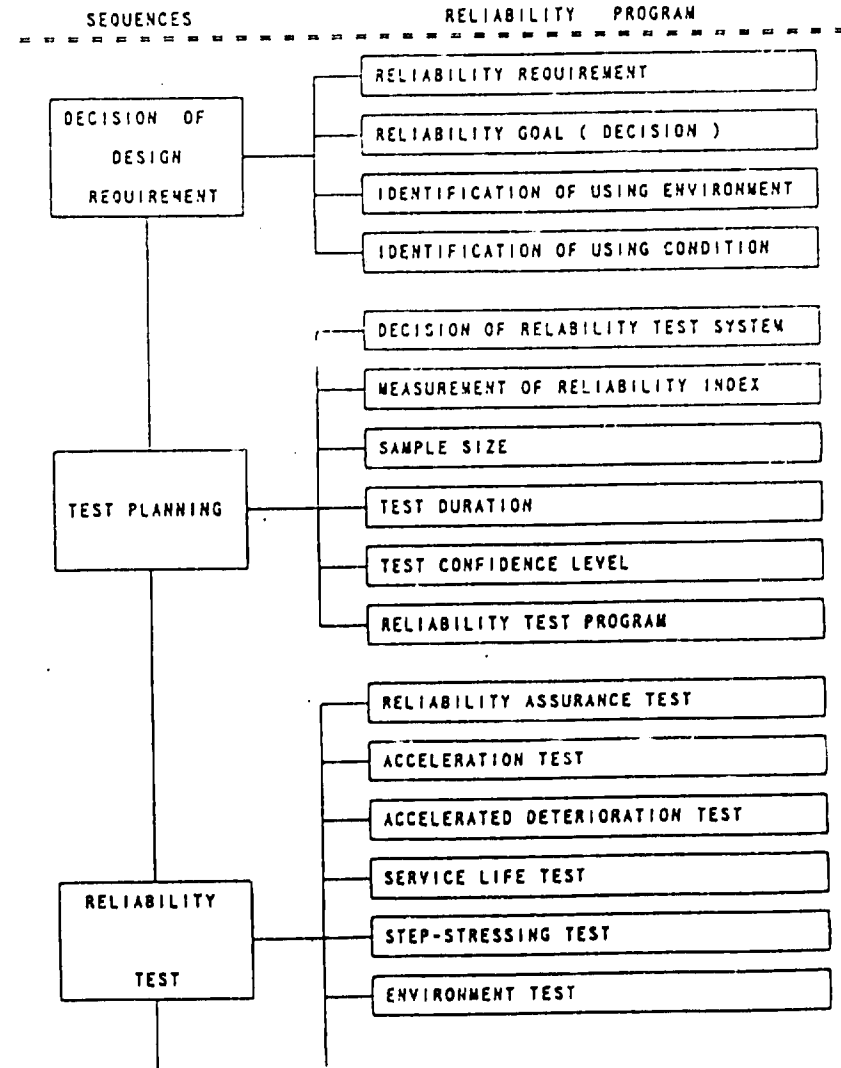 SEQUENCES RELIABILITY PROGRAM
RELIABILITY REQUIREMENT
DECISION OF
DESIGN
REQUIREMENT
RELIABILITY GOAL ( DECISION )
IDENTIFICATION OF USING ENVIRONMENT
IDENTIFICATION OF USING CONDITION
DECISION OF RELABILITY TEST SYSTEM
MEASUREMENT OF RELIABILITY INDEX
SAMPLE SIZE
TEST PLANNING
TEST DURATION
TEST CONFIDENCE LEVEL
RELIABILITY TEST PROGRAM
RELIABILITY ASSURANCE TEST
ACCELERATION TEST
ACCELERATED DETERIORATION TEST
SERVICE LIFE TEST
RELIABILITY
TEST
STEP-STRESSING TEST
ENVIRONMENT TEST